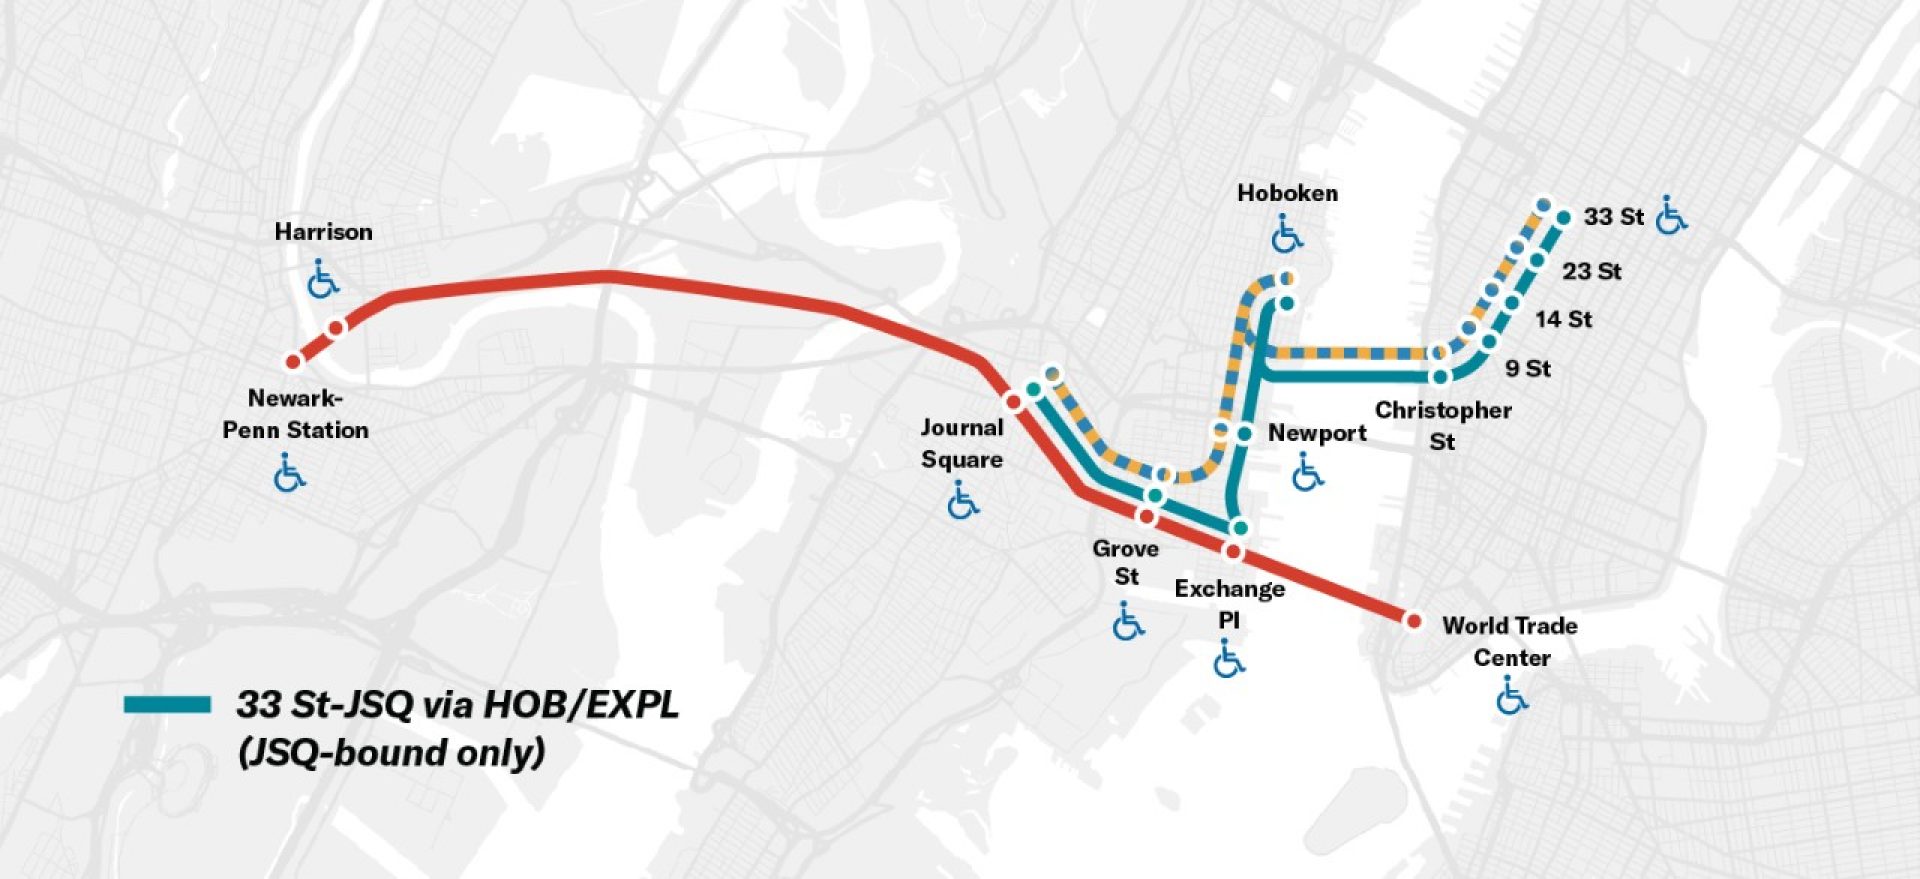 Hoboken
33 St
Harrison
23 St
14 St
9 St
Newark-
Penn Station
Christopher
St
Journal
Square
Newport
Grove
St
Exchange
Pl
World Trade
Center
33 St-JSQ via HOB/EXPL
(JSQ-bound only)